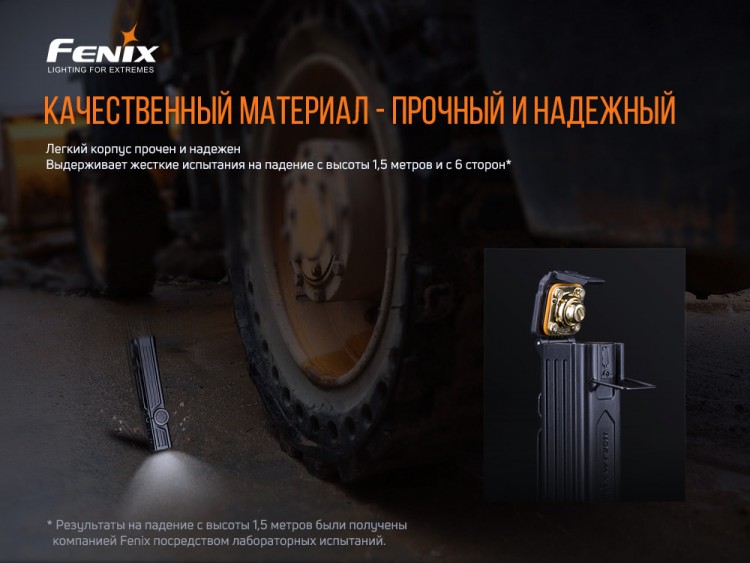 FENIX
LIGHTING FOR EXTREMES
КАЧЕСТВЕННЫЙ МАТЕРИАЛ - ПРОЧНЫЙ И НАДЕЖНЫЙ
Легкий корпус прочен и надежен
Выдерживает жесткие испытания на падение с высоты 1,5 метров и с 6 сторон*
* Результаты на падение с высоты 1,5 метров были получены
компанией Fenix посредством лабораторных испытаний.